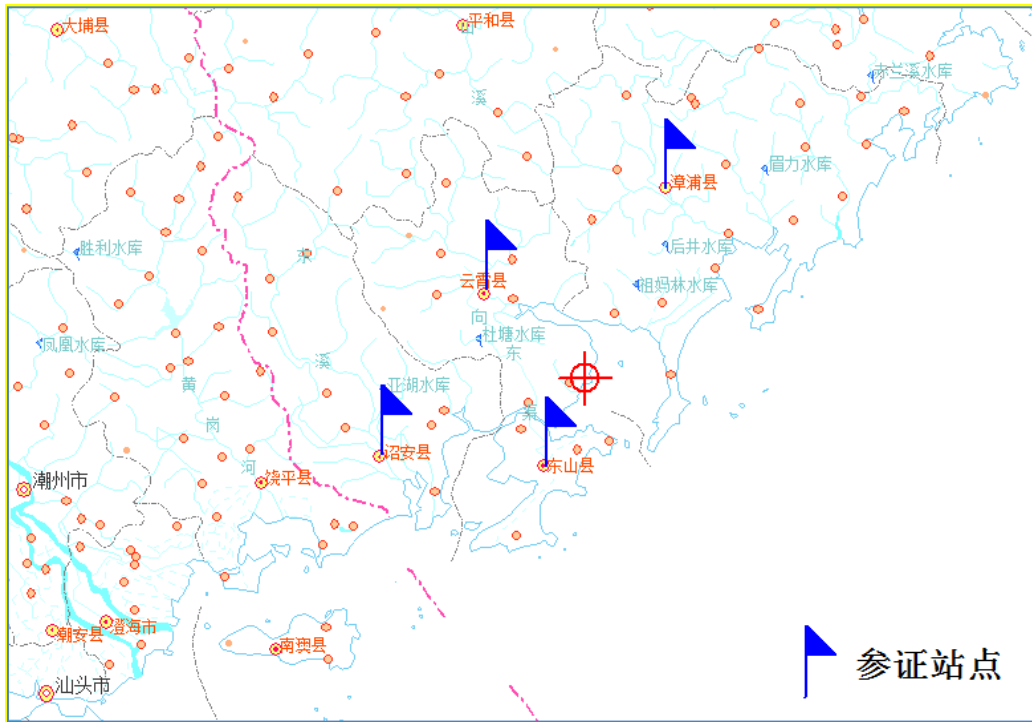 大埔县
平和县
溪
赤兰溪水库
眉力水库
漳浦县
胜利水库
东
后井水库
云霄县
祖妈林水库
向
杜塘水库
东
凤凰水库
溪
黄
亚湖水库
岗
渠
诏安县
东山县
河
饶平县
潮州市
潮安县
澄海市
南澳县
汕头市
参证站点